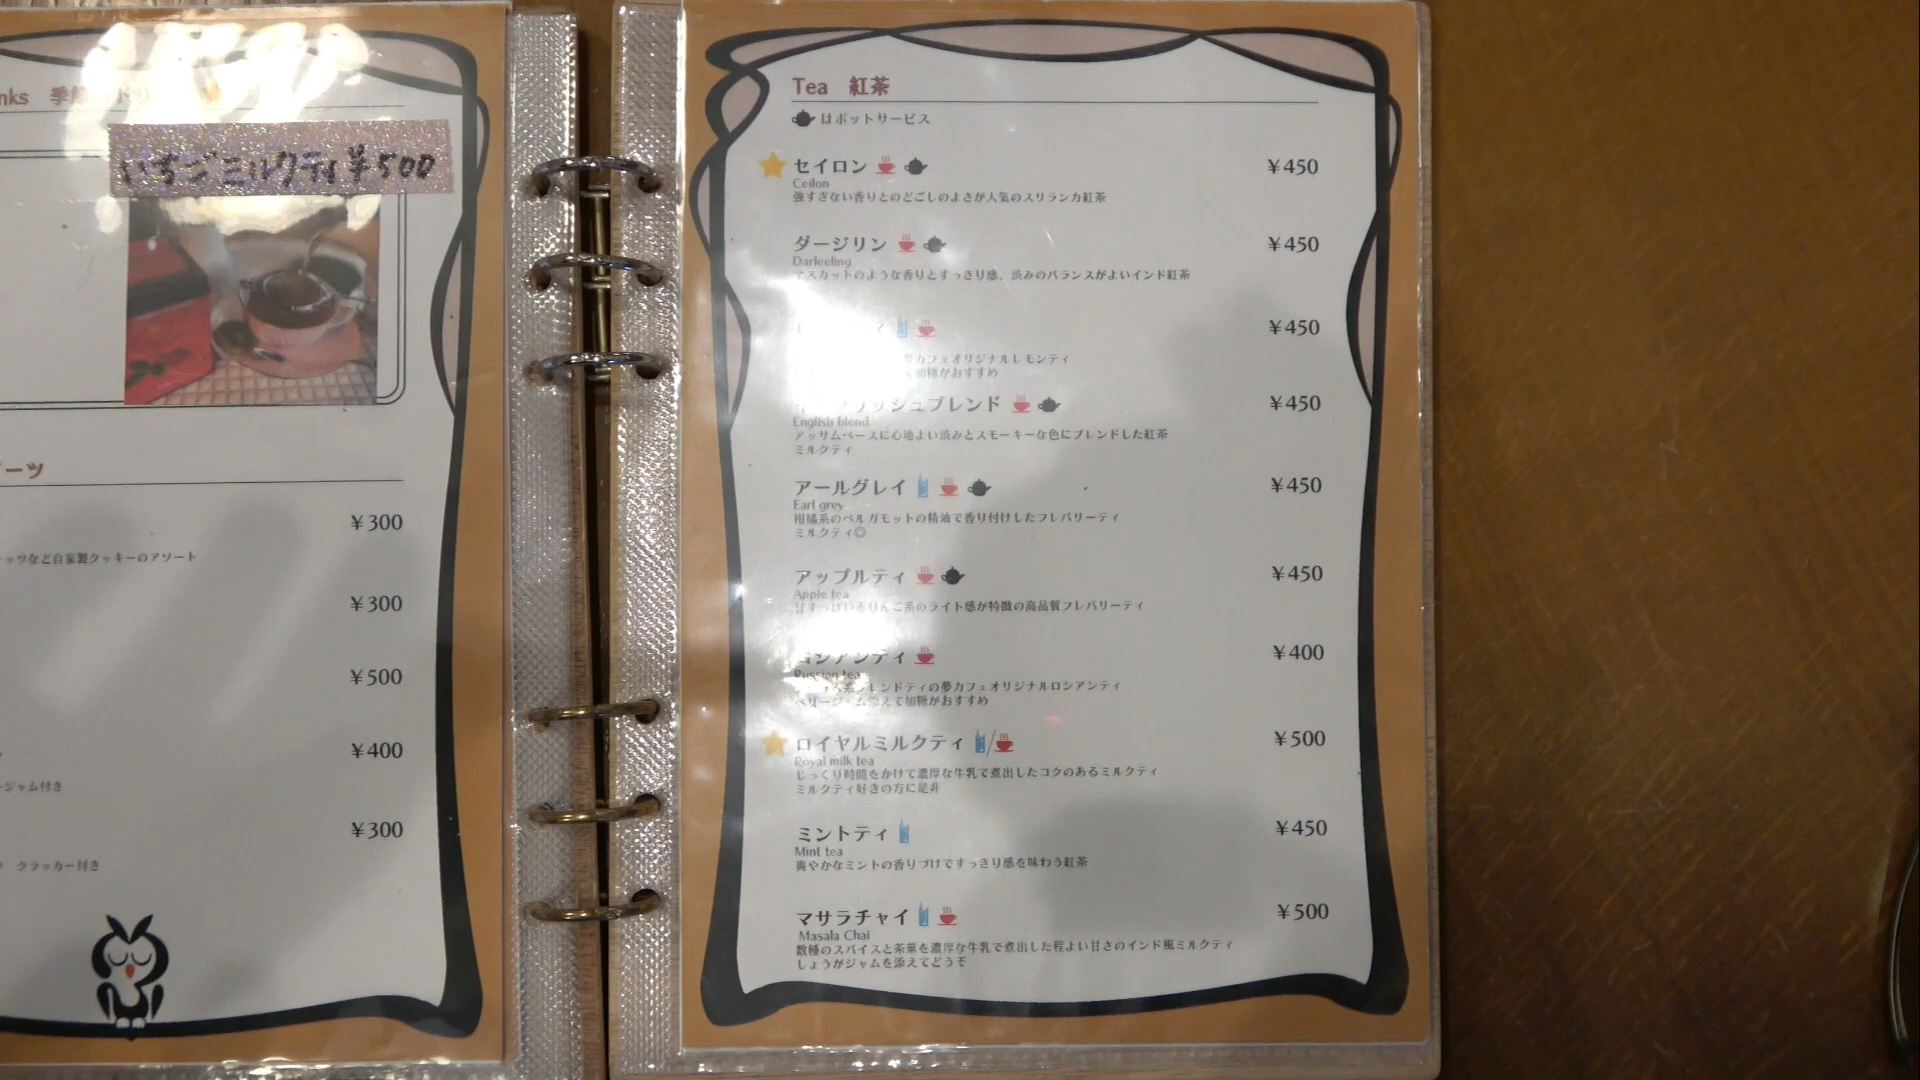 nks 季節
いちごミルクティ ¥500
ーツ
¥300
ッツなど自家製クッキーのアソート
¥300
¥500
¥400
ージャム付き
¥300
クラッカー付き
Tea 紅茶
はポットサービス
セイロン ¥450
Ceilon
強すぎない香りとのどごしのよさが人気のスリランカ紅茶
ダージリン ¥450
Darleeling
マスカットのような香りとすっきり感、渋みのバランスがよいインド紅茶
¥450
夢カフェオリジナルレモンティ
て加糖がおすすめ
リッシュブレンド ¥450
English blend
アッサムベースに心地よい渋みとスモーキーな色にブレンドした紅茶
ミルクティ
アールグレイ ¥450
Earl grey
柑橘系のベルガモットの精油で香り付けしたフレバリーティ
ミルクティ◎
アップルティ ¥450
Apple tea
甘すっぱい赤りんご系のライト感が特徴の高品質フレバリーティ
ロシアンティ ¥400
Russion tea
系ブレンドティの夢カフェオリジナルロシアンティ
ベリージャム添えて加糖がおすすめ
ロイヤルミルクティ / ¥500
Royal milk tea
じっくり時間をかけて濃厚な牛乳で煮出したコクのあるミルクティ
ミルクティ好きの方に是非
ミントティ ¥450
Mint tea
爽やかなミントの香りづけですっきり感を味わう紅茶
マサラチャイ ¥500
Masala Chai
数種のスパイスと茶葉を濃厚な牛乳で煮出した程よい甘さのインド風ミルクティ
しょうがジャムを添えてどうぞ